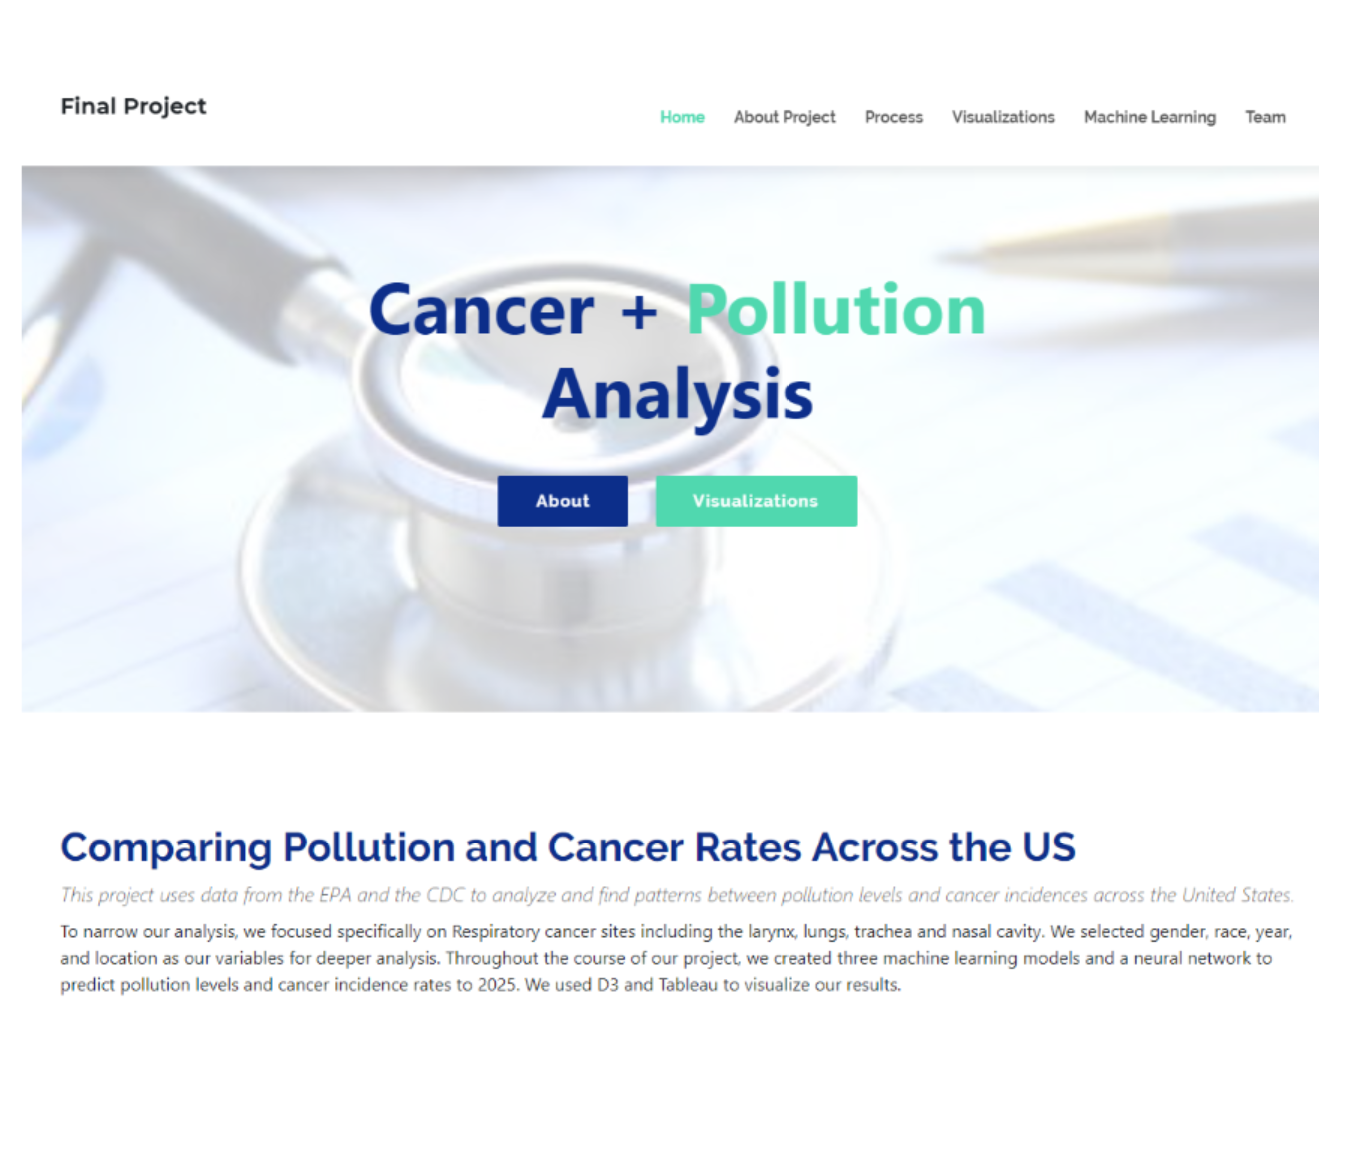 Final Project
Home About Project Process Visualizations Machine Learning Team
Cancer + Pollution
Analysis
About Visualizations
Comparing Pollution and Cancer Rates Across the US
This project uses data from the EPA and the CDC to analyze and find patterns between pollution levels and cancer incidences across the United States.
To narrow our analysis, we focused specifically on Respiratory cancer sites including the larynx, lungs, trachea and nasal cavity. We selected gender, race, year,
and location as our variables for deeper analysis. Throughout the course of our project, we created three machine learning models and a neural network to
predict pollution levels and cancer incidence rates to 2025. We used D3 and Tableau to visualize our results.